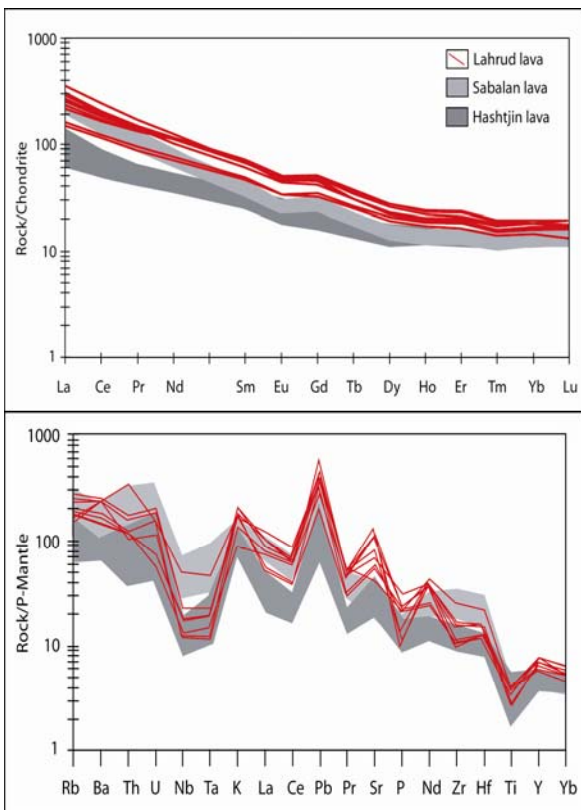 1000
100
10
1
Rock/Chondrite
Lahrud lava
Sabalan lava
Hashtjin lava
La Ce Pr Nd Sm Eu Gd Tb Dy Ho Er Tm Yb Lu
1000
100
10
1
Rock/P-Mantle
Rb Ba Th U Nb Ta K La Ce Pb Pr Sr P Nd Zr Hf Ti Y Yb